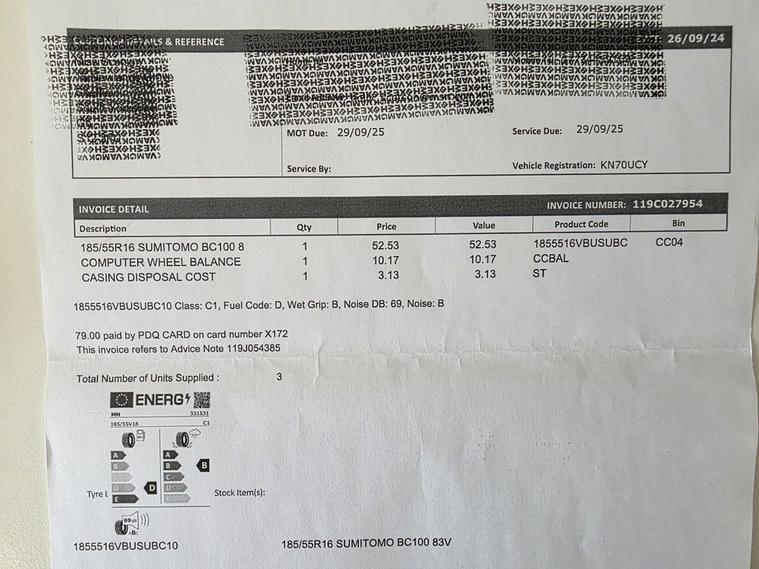 & REFERENCE
26/09/24
MOT Due: 29/09/25
Service Due: 29/09/25
Service By:
Vehicle Registration: KN70UCY
INVOICE DETAIL
INVOICE NUMBER: 119C027954
Description Qty Price Value Product Code Bin
185/55R16 SUMITOMO BC100 8 1 52.53 52.53 1855516VBUSUBC CC04
COMPUTER WHEEL BALANCE 1 10.17 10.17 CCBAL
CASING DISPOSAL COST 1 3.13 3.13 ST
1855516VBUSUBC10 Class: C1, Fuel Code: D, Wet Grip: B, Noise DB: 69, Noise: B
79.00 paid by PDQ CARD on card number X172
This invoice refers to Advice Note 119J054385
Total Number of Units Supplied : 3
ENERG
MN 331531
185/55V16 C1
A A
B B B
C C
D D D
E E
Tyre L Stock Item(s):
69 dB
1855516VBUSUBC10 185/55R16 SUMITOMO BC100 83V